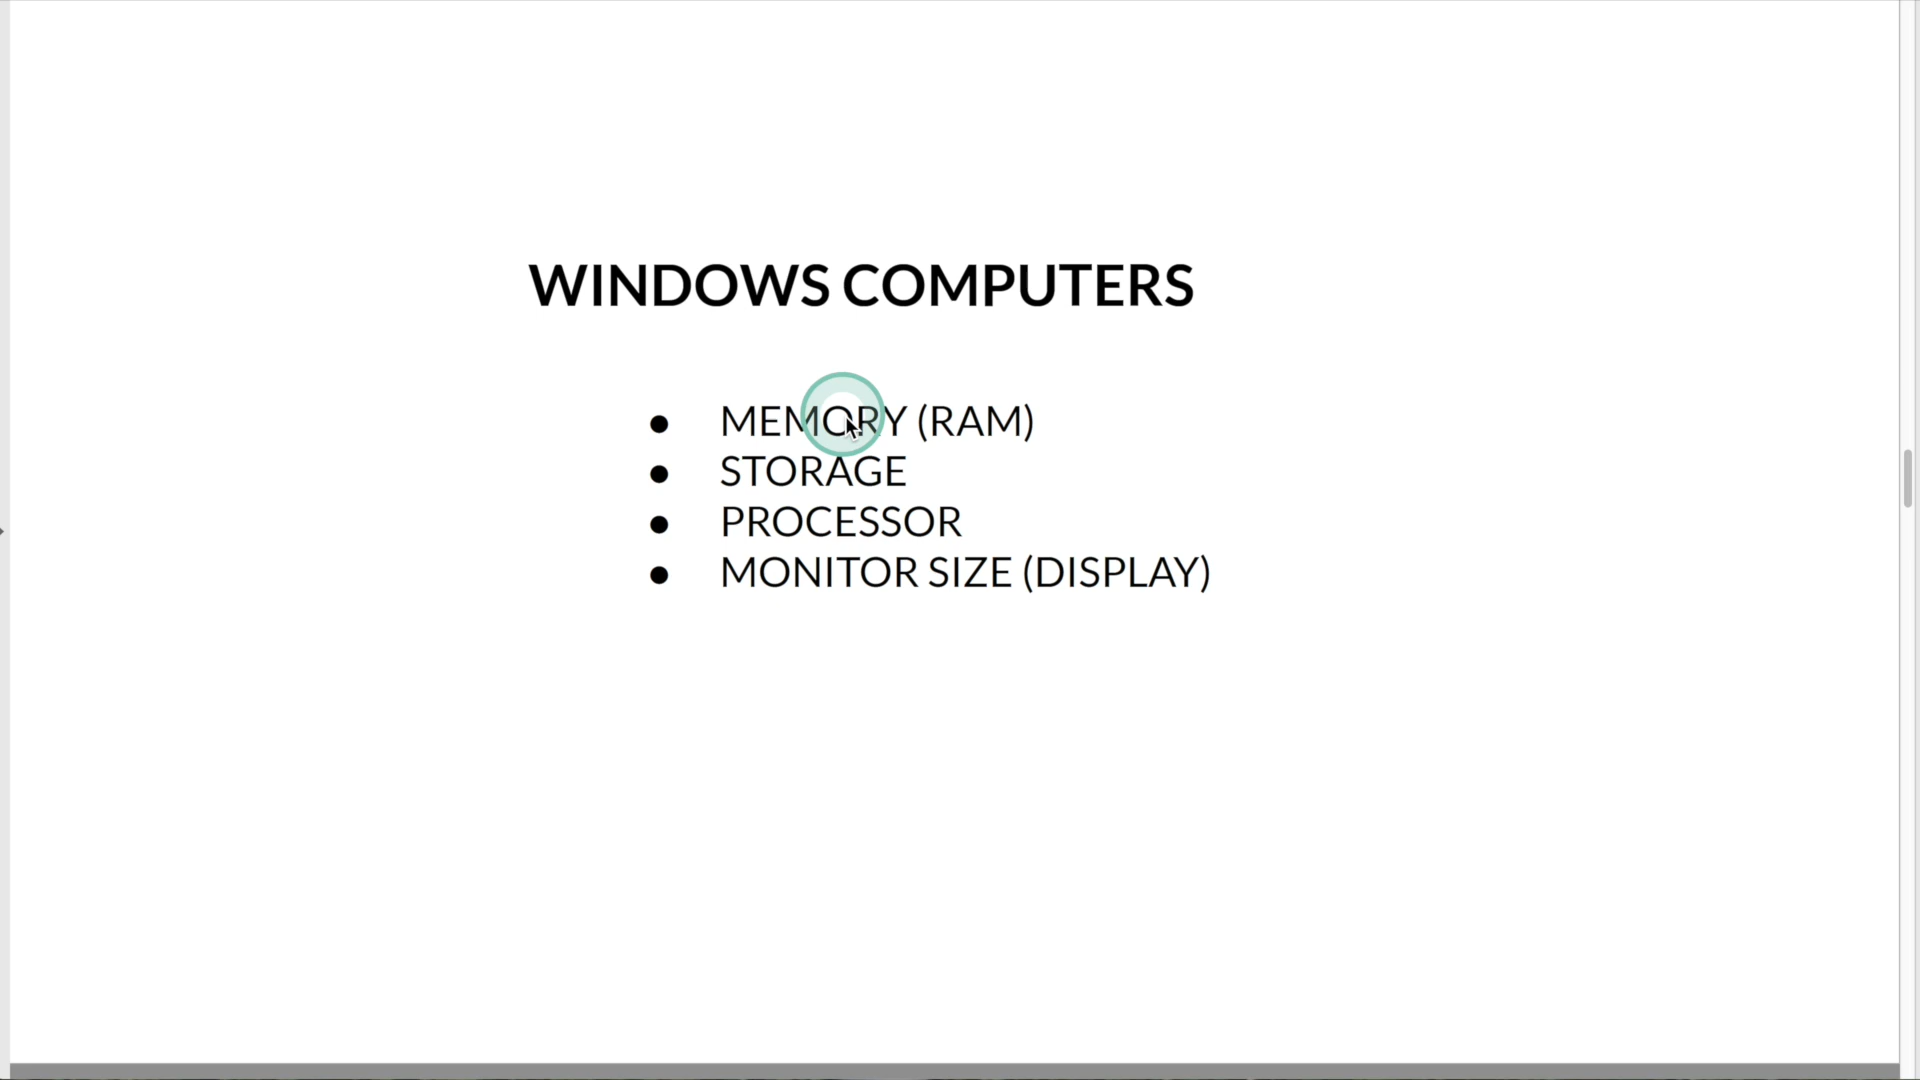 WINDOWS COMPUTERS
● MEMORY (RAM)
● STORAGE
● PROCESSOR
● MONITOR SIZE (DISPLAY)